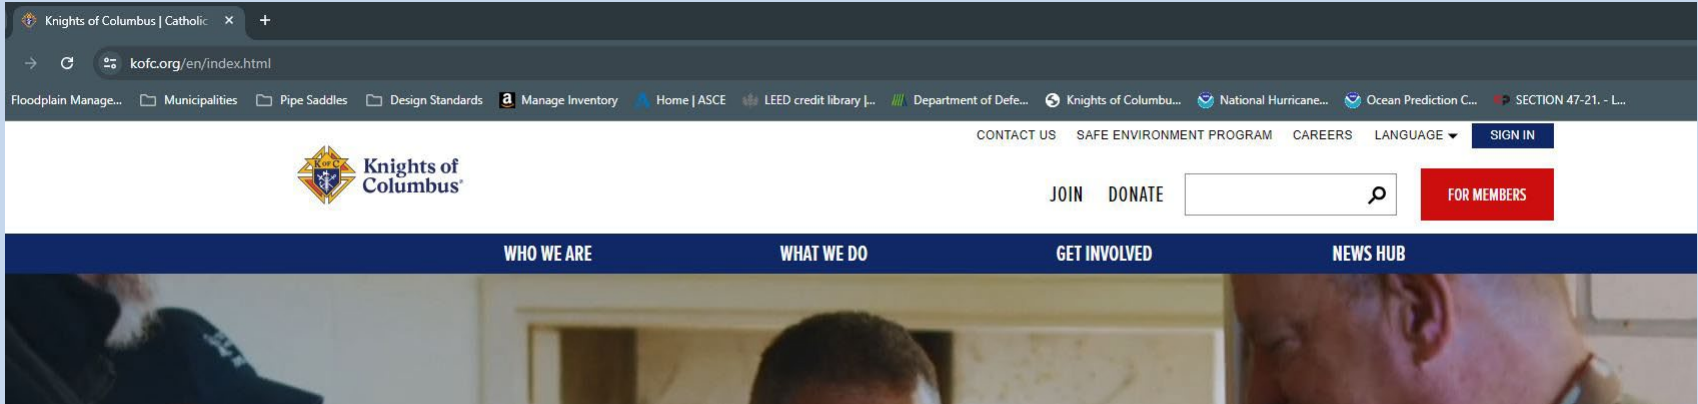 Knights of Columbus | Catholic
kofc.org/en/index.html
Floodplain Manage... Municipalities Pipe Saddles Design Standards a Manage Inventory Home | ASCE LEED credit library |... Department of Defe... Knights of Columbu... National Hurricane... Ocean Prediction C... SECTION 47-21. - L...
CONTACT US SAFE ENVIRONMENT PROGRAM CAREERS LANGUAGE SIGN IN
K OF C
Knights of
Columbus
JOIN DONATE FOR MEMBERS
WHO WE ARE WHAT WE DO GET INVOLVED NEWS HUB